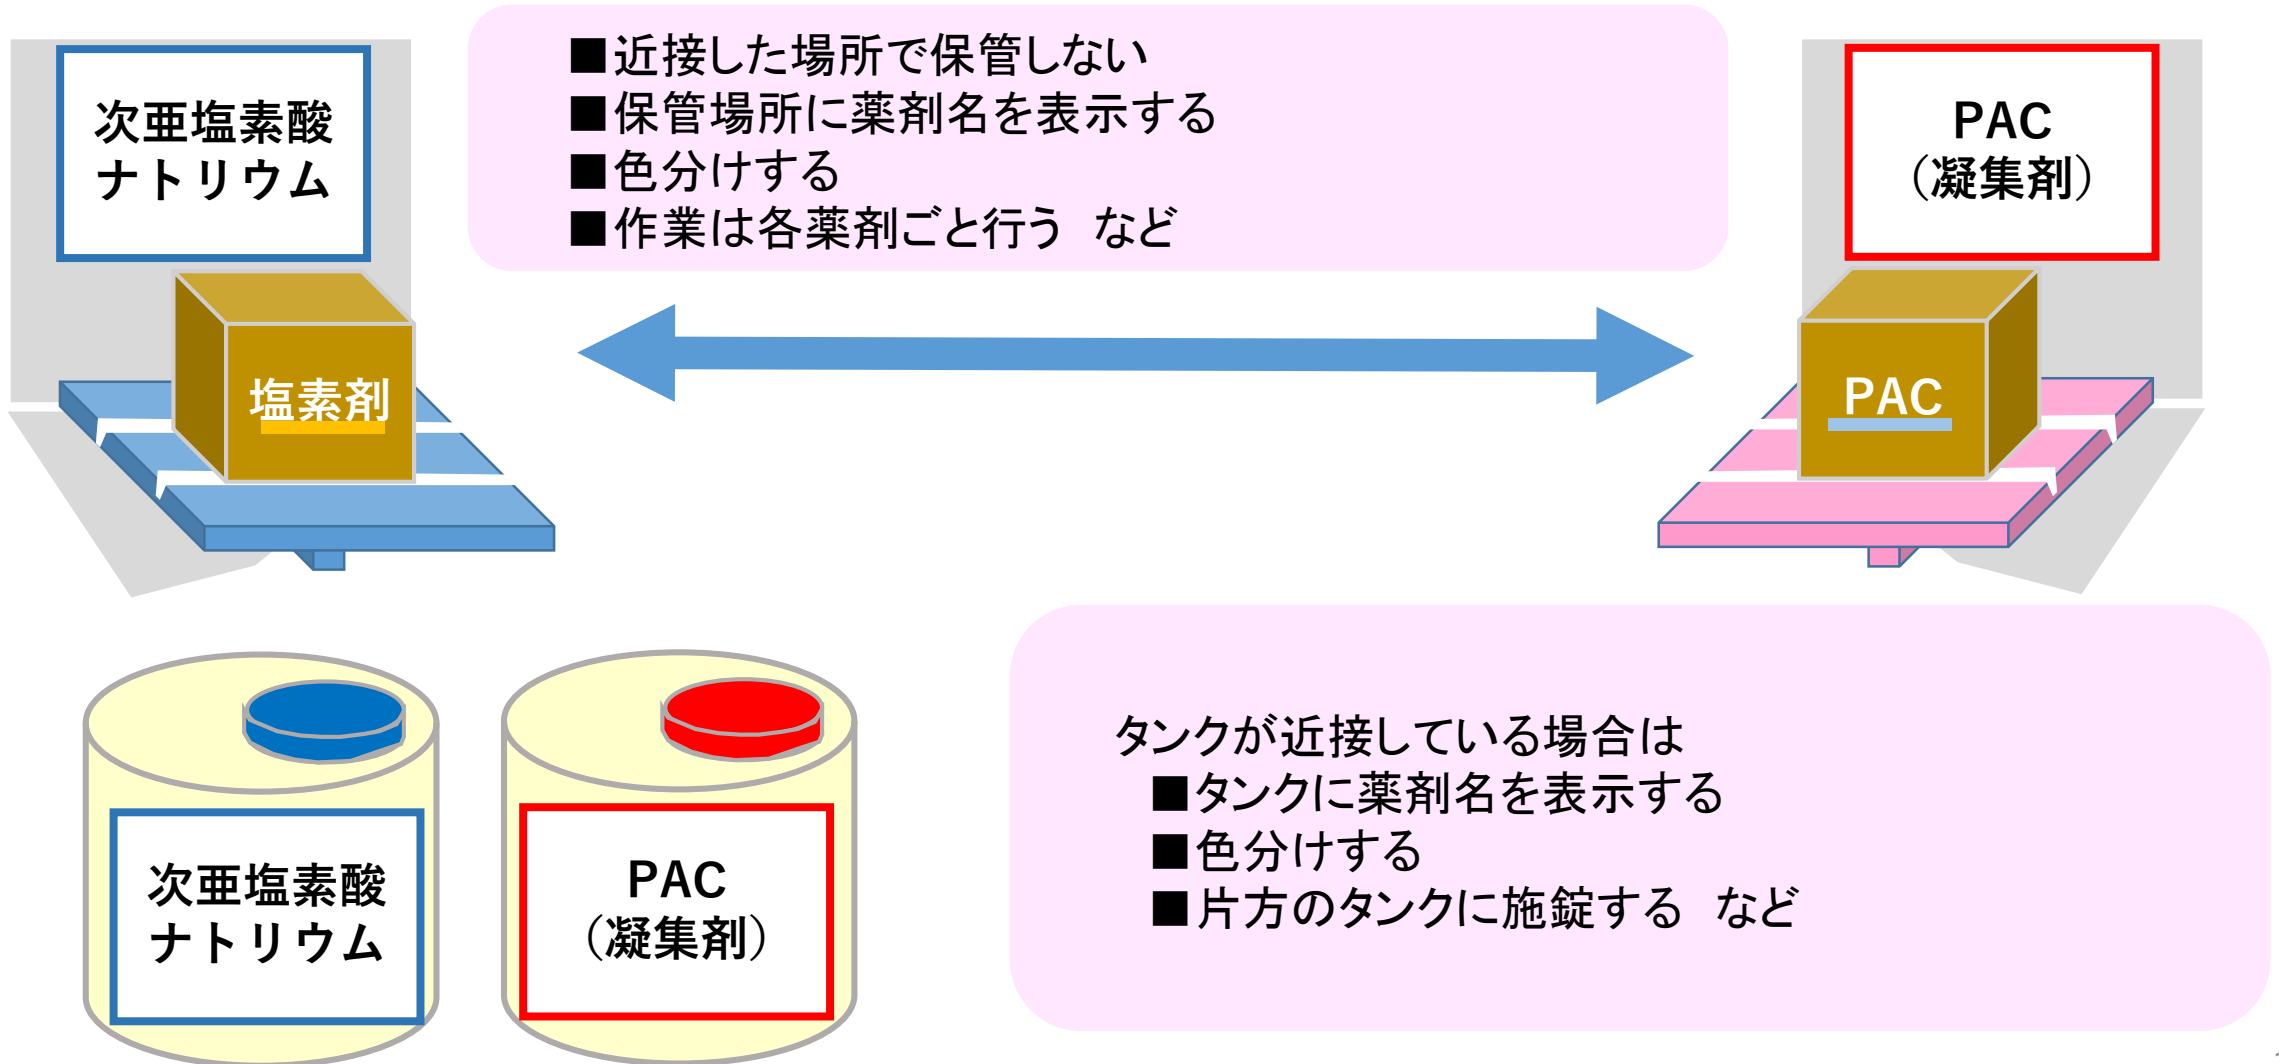 次亜塩素酸
ナトリウム
■近接した場所で保管しない
■保管場所に薬剤名を表示する
■色分けする
■作業は各薬剤ごと行う　など
PAC
（凝集剤）
塩素剤
PAC
次亜塩素酸
ナトリウム
PAC
（凝集剤）
タンクが近接している場合は
■タンクに薬剤名を表示する
■色分けする
■片方のタンクに施錠する　など